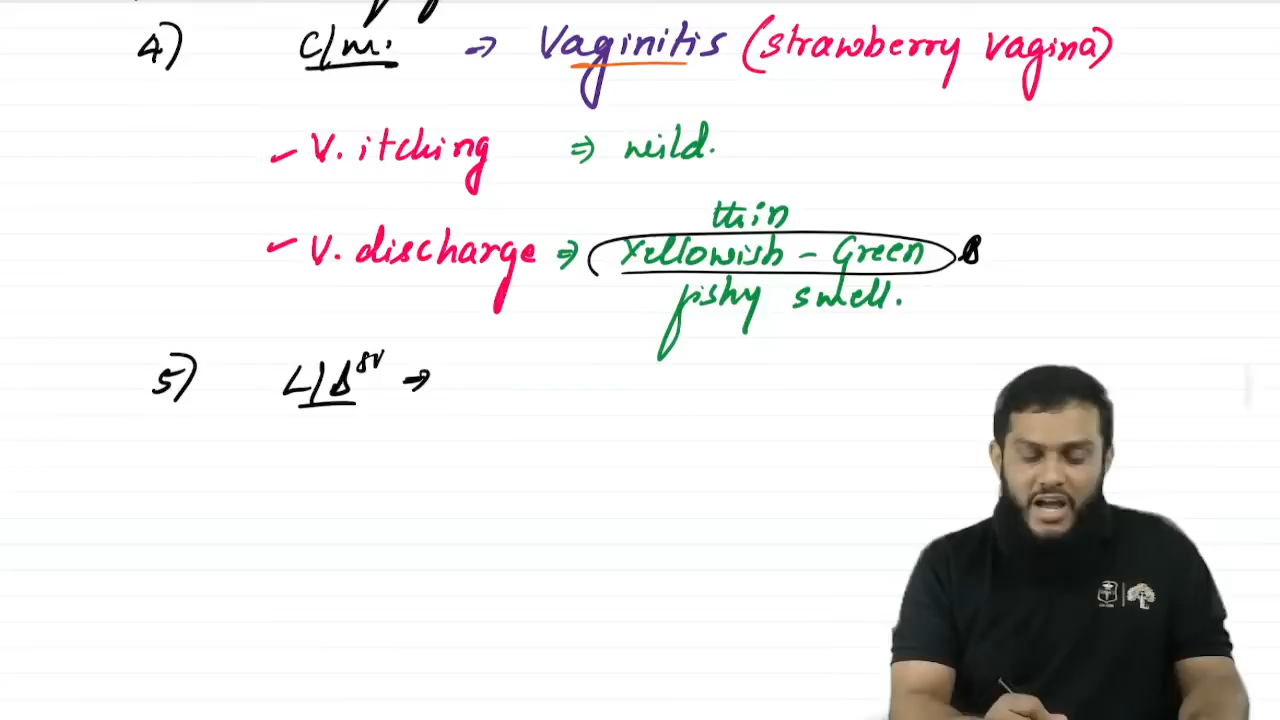 4) C/m. ⇒ Vaginitis (strawberry vagina)
✓ V. itching ⇒ mild.
✓ V. discharge ⇒ thin
Yellowish - Green
fishy smell.
5) L/Δ →